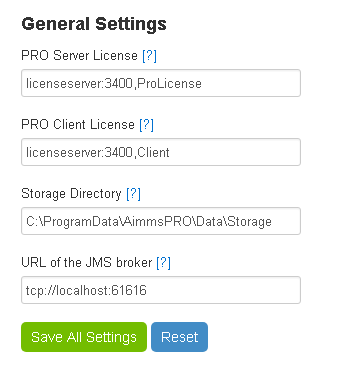 General Settings
PRO Server License [?]
licenseserver:3400,ProLicense
PRO Client License [?]
licenseserver:3400,Client
Storage Directory [?]
C:\ProgramData\AimmsPRO\Data\Storage
URL of the JMS broker [?]
tcp://localhost:61616
Save All Settings Reset